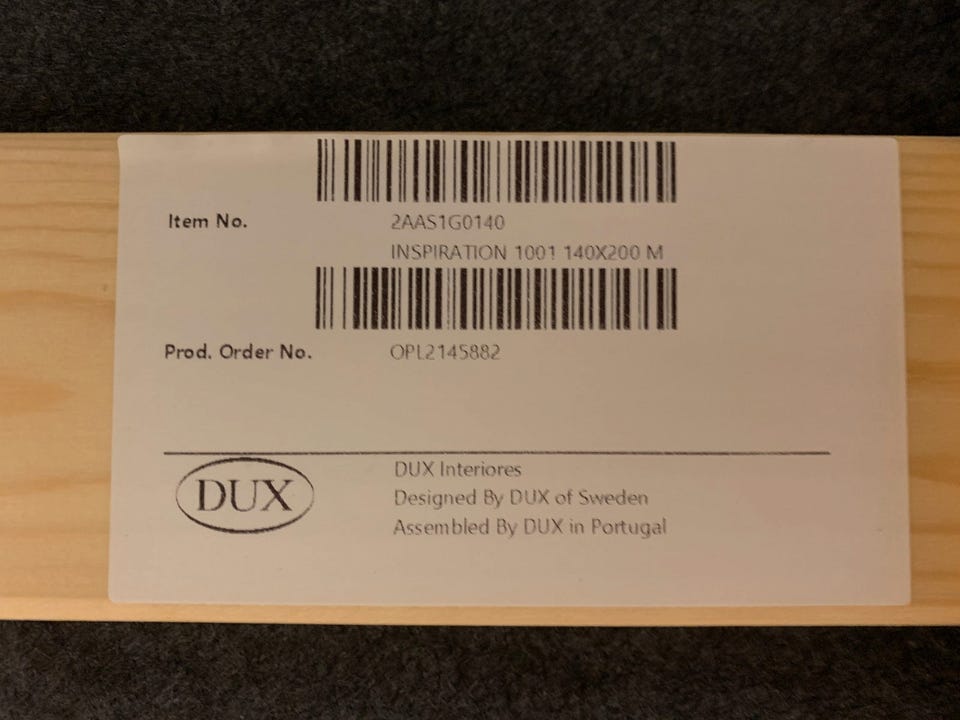 Item No. 2AAS1G0140
INSPIRATION 1001 140X200 M
Prod. Order No. OPL2145882
DUX
DUX Interiores
Designed By DUX of Sweden
Assembled By DUX in Portugal